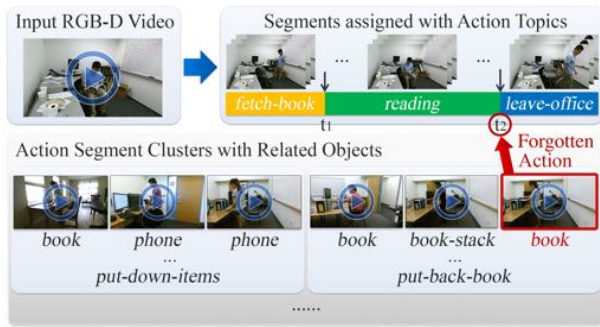 Input RGB-D Video
Segments assigned with Action Topics
... ...
fetch-book reading leave-office
t1 t2
Forgotten
Action
Action Segment Clusters with Related Objects
book phone phone book book-stack book
... ...
put-down-items put-back-book
......